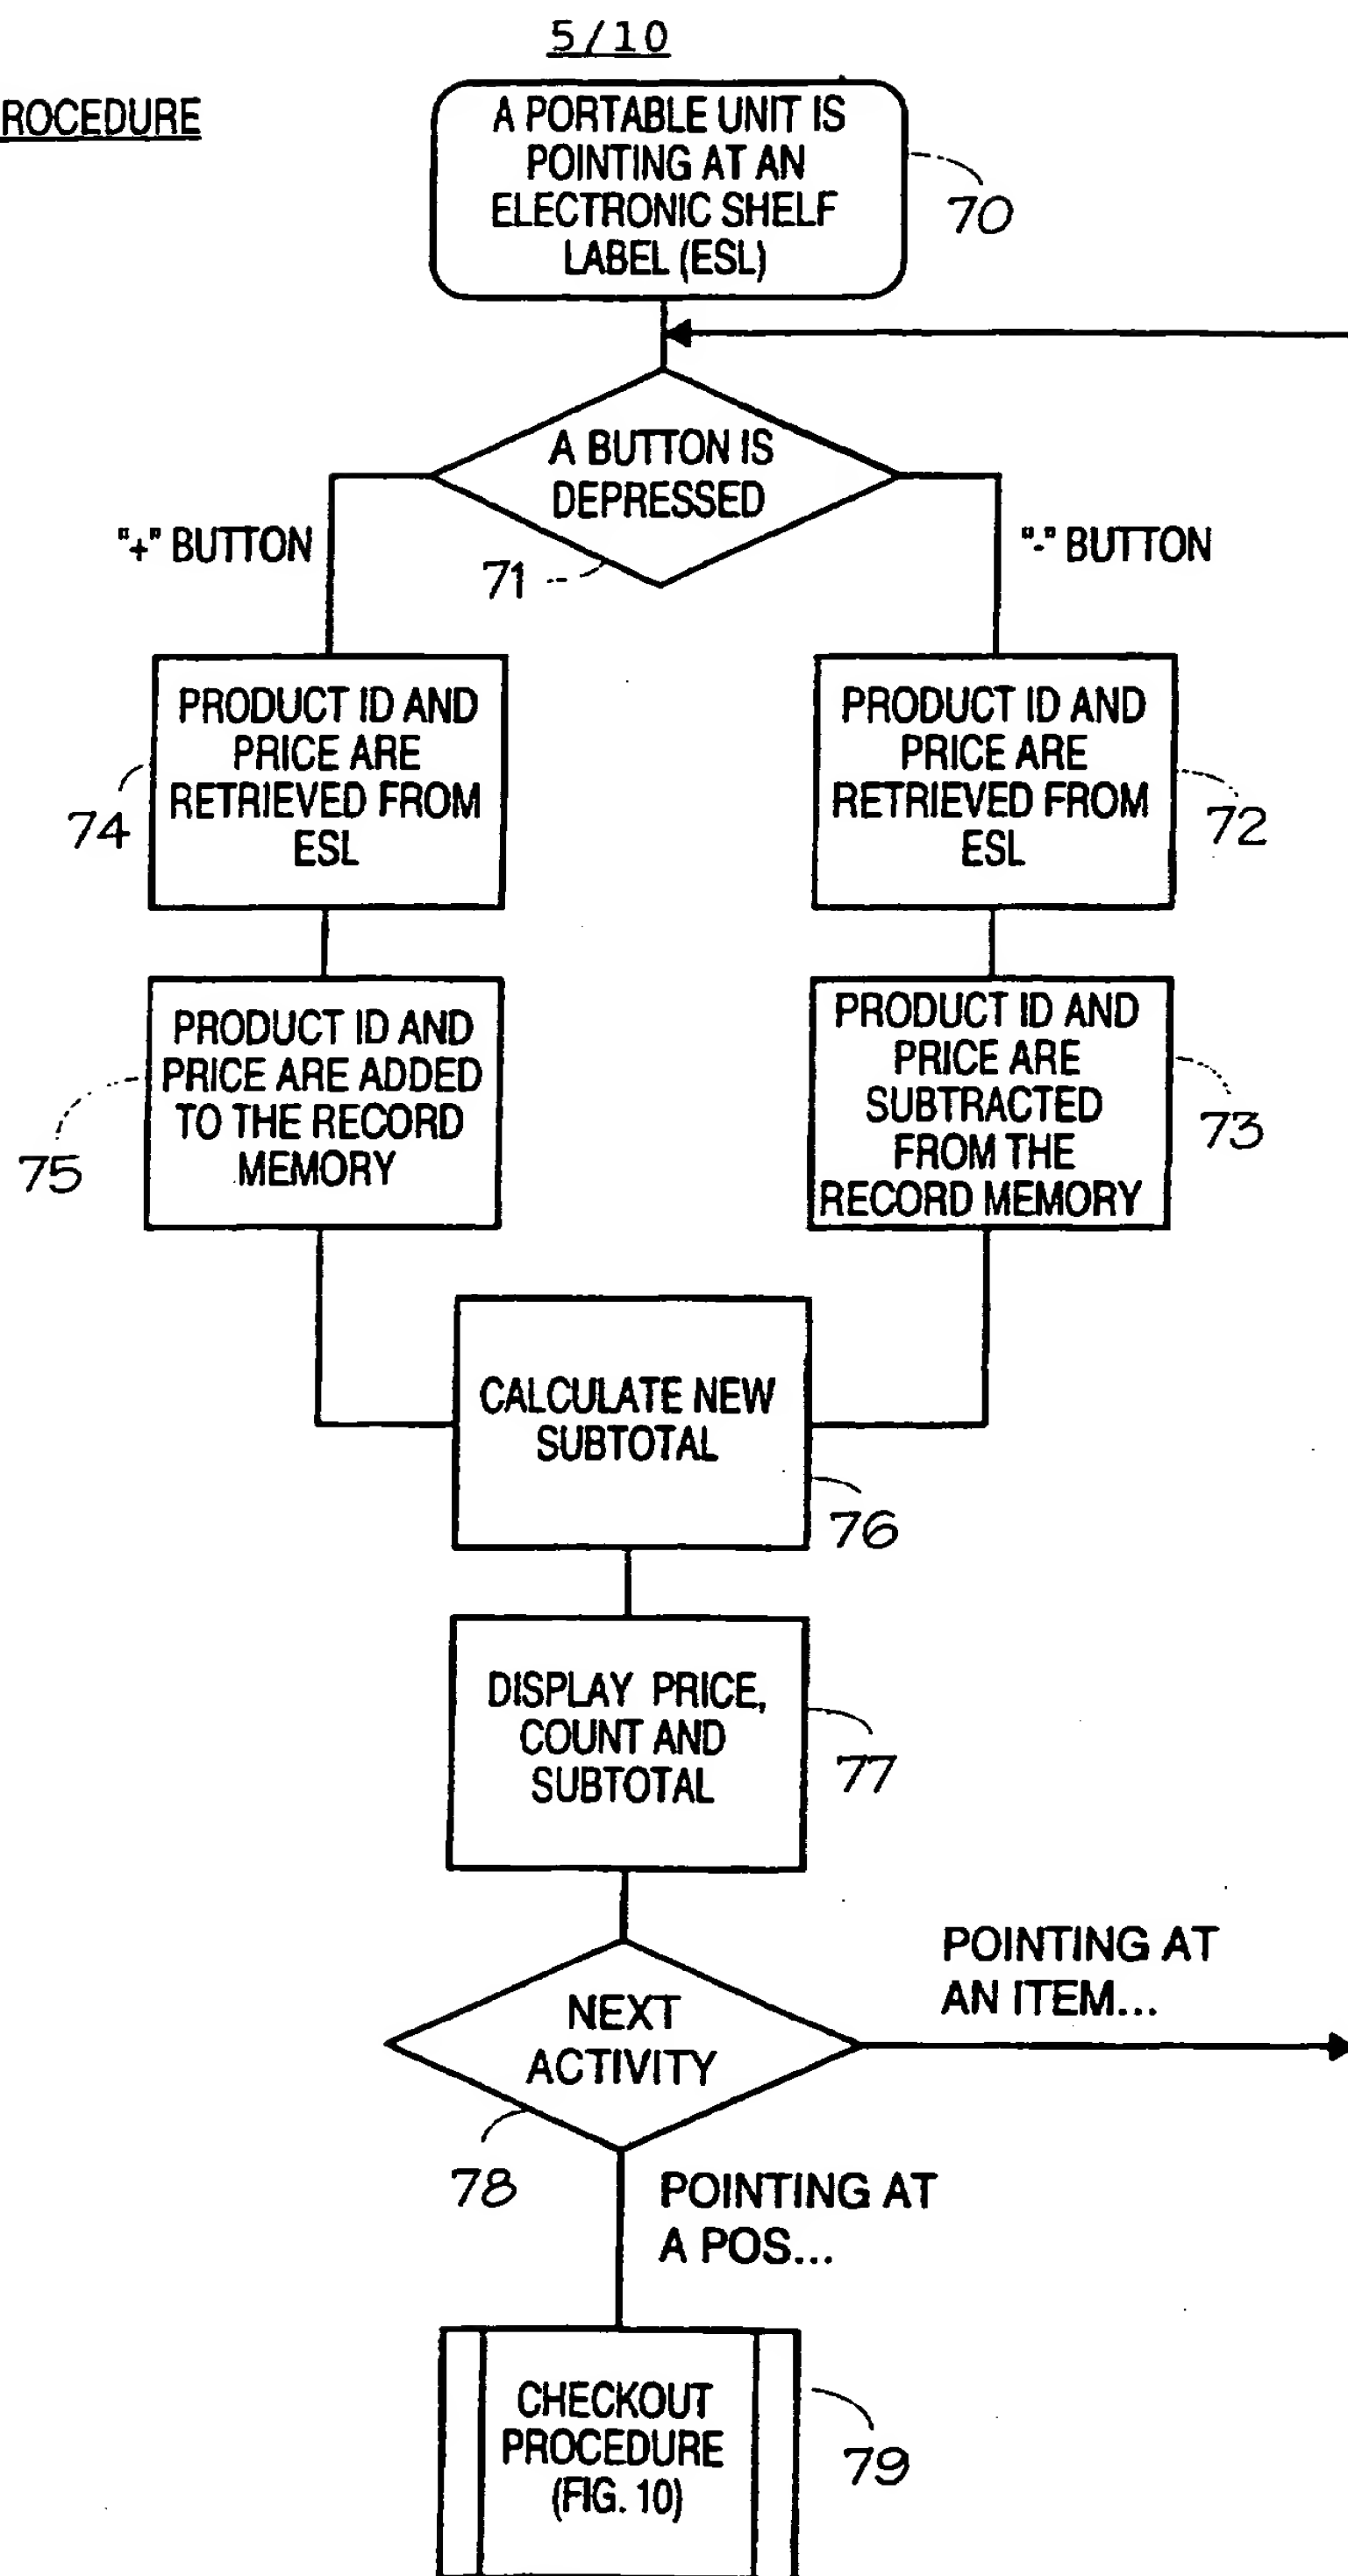 5/10
ROCEDURE
A PORTABLE UNIT IS
POINTING AT AN
ELECTRONIC SHELF
LABEL (ESL)
70
A BUTTON IS
DEPRESSED
71
"+" BUTTON
"-" BUTTON
PRODUCT ID AND
PRICE ARE
RETRIEVED FROM
ESL
74
PRODUCT ID AND
PRICE ARE
RETRIEVED FROM
ESL
72
PRODUCT ID AND
PRICE ARE ADDED
TO THE RECORD
MEMORY
75
PRODUCT ID AND
PRICE ARE
SUBTRACTED
FROM THE
RECORD MEMORY
73
CALCULATE NEW
SUBTOTAL
76
DISPLAY PRICE,
COUNT AND
SUBTOTAL
77
NEXT
ACTIVITY
78
POINTING AT
AN ITEM...
POINTING AT
A POS...
CHECKOUT
PROCEDURE
(FIG. 10)
79